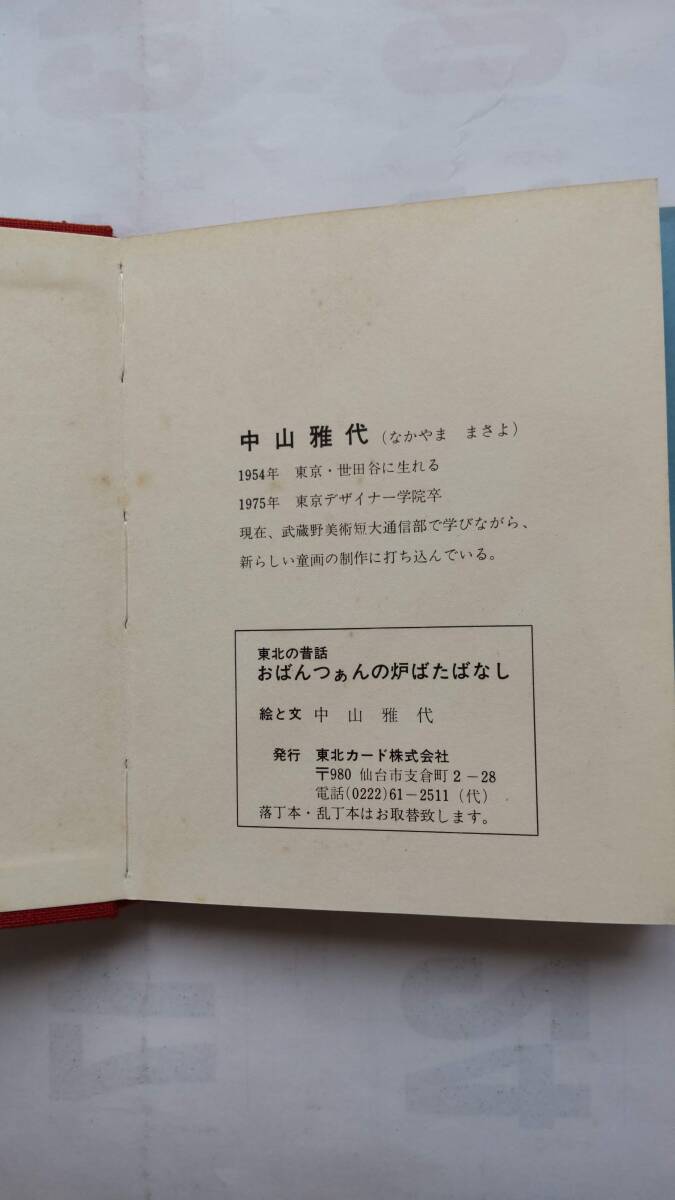 中山雅代（なかやま　まさよ）
1954年　東京・世田谷に生れる
1975年　東京デザイナー学院卒
現在、武蔵野美術短大通信部で学びながら、
新らしい童画の制作に打ち込んでいる。
東北の昔話
おばんつぁんの炉ばたばなし
絵と文　中　山　雅　代
発行　東北カード株式会社
〒980 仙台市支倉町２－28
電話(0222)61－2511（代）
落丁本・乱丁本はお取替致します。